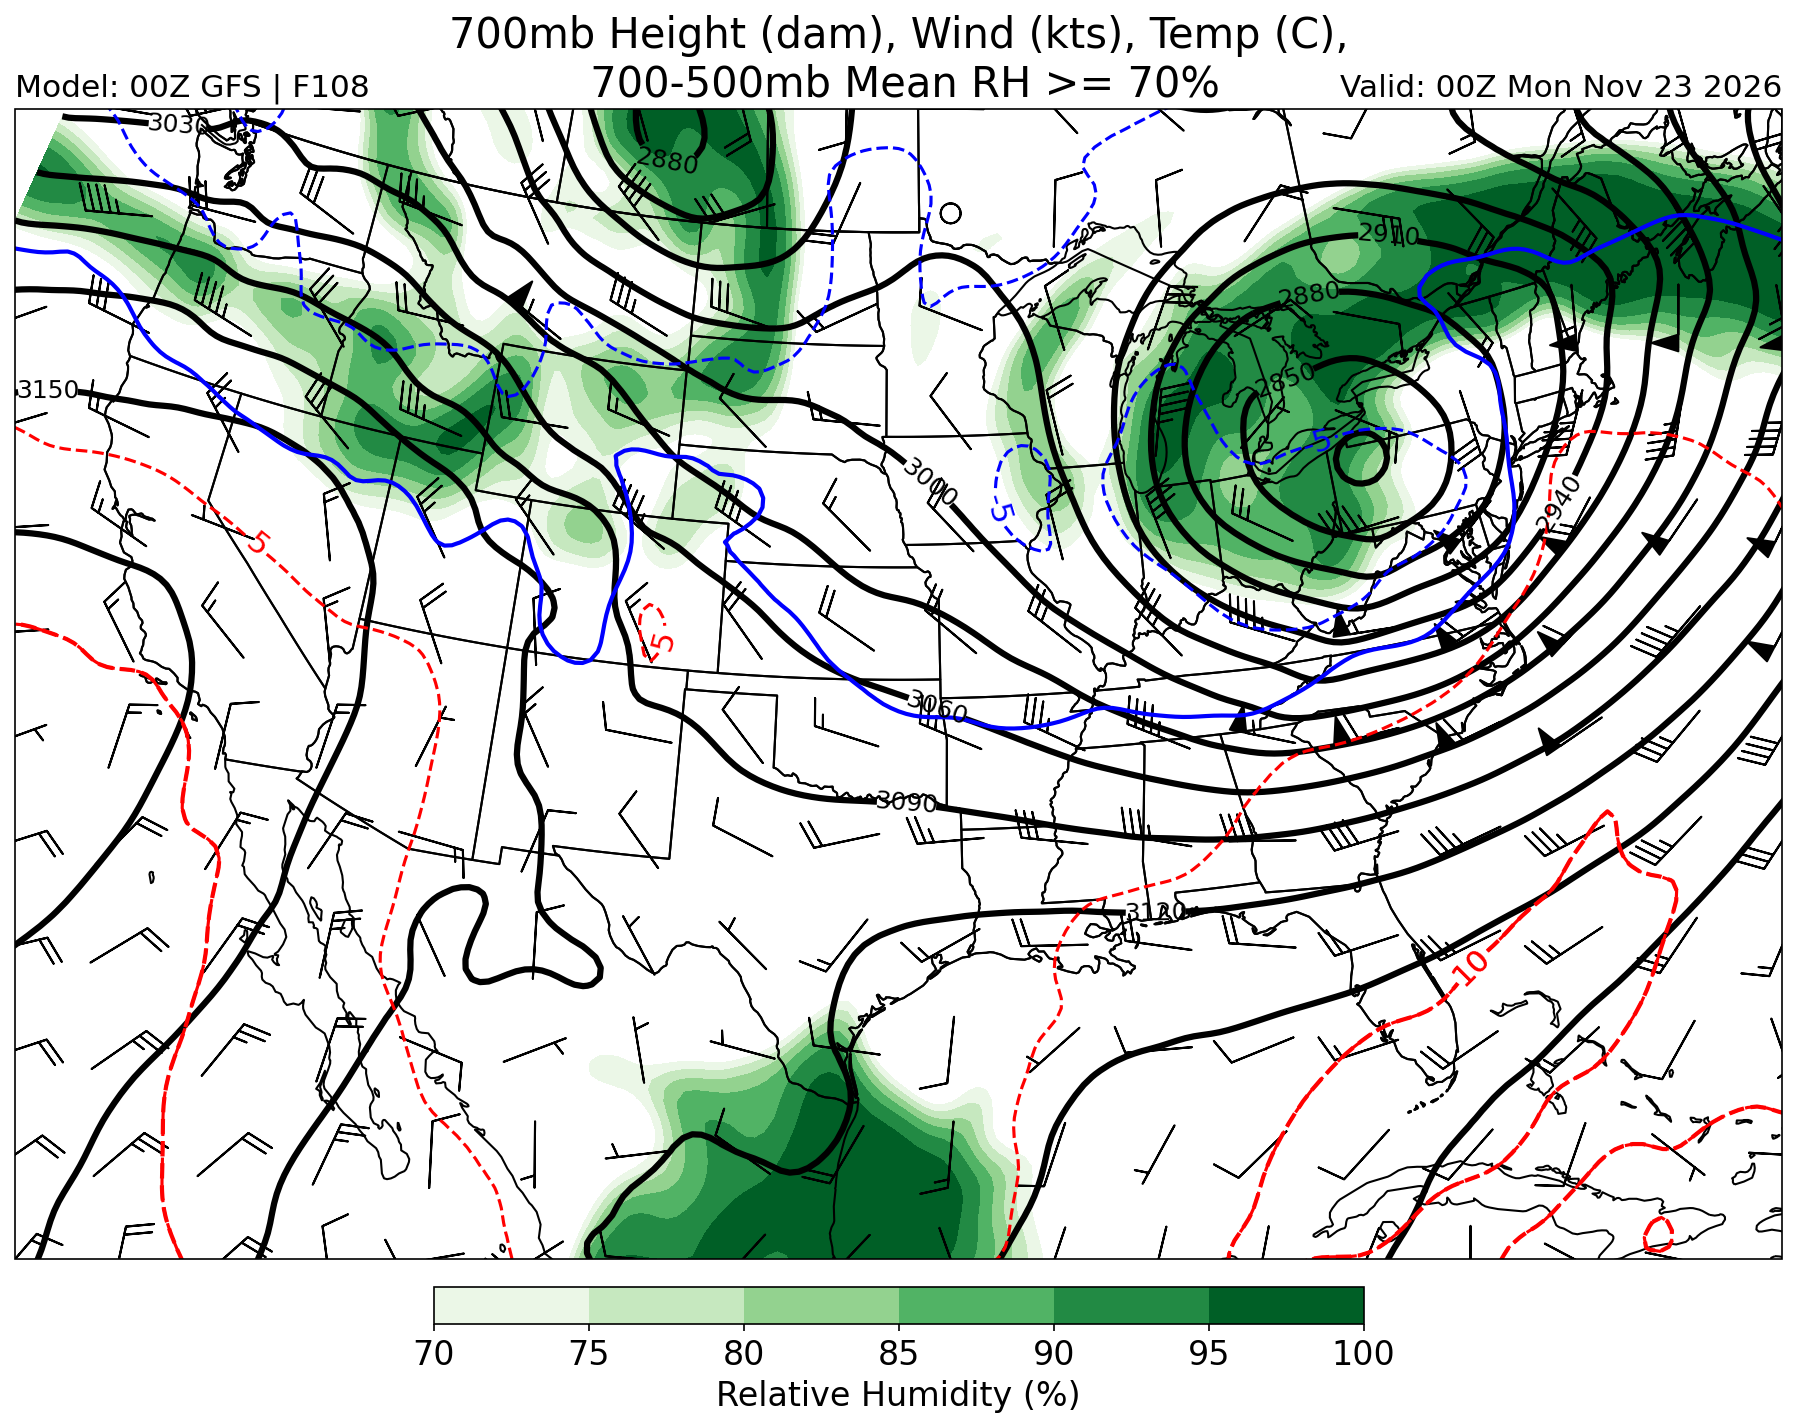 700mb Height (dam), Wind (kts), Temp (C),
700-500mb Mean RH >= 70%
Model: 00Z GFS | F108
Valid: 00Z Mon Nov 23 2026
3030
2880
2910
2880
2850
3150
-5
3000
-5
2940
5
-5
3060
3090
3120
10
70 75 80 85 90 95 100
Relative Humidity (%)